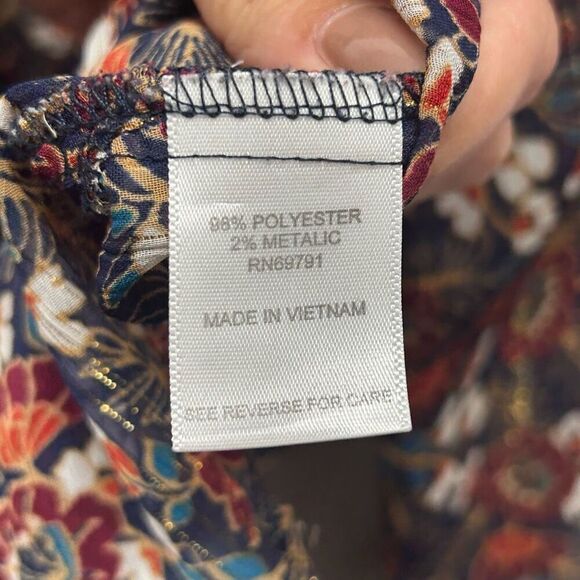 98% POLYESTER
2% METALIC
RN69791
MADE IN VIETNAM
SEE REVERSE FOR CARE